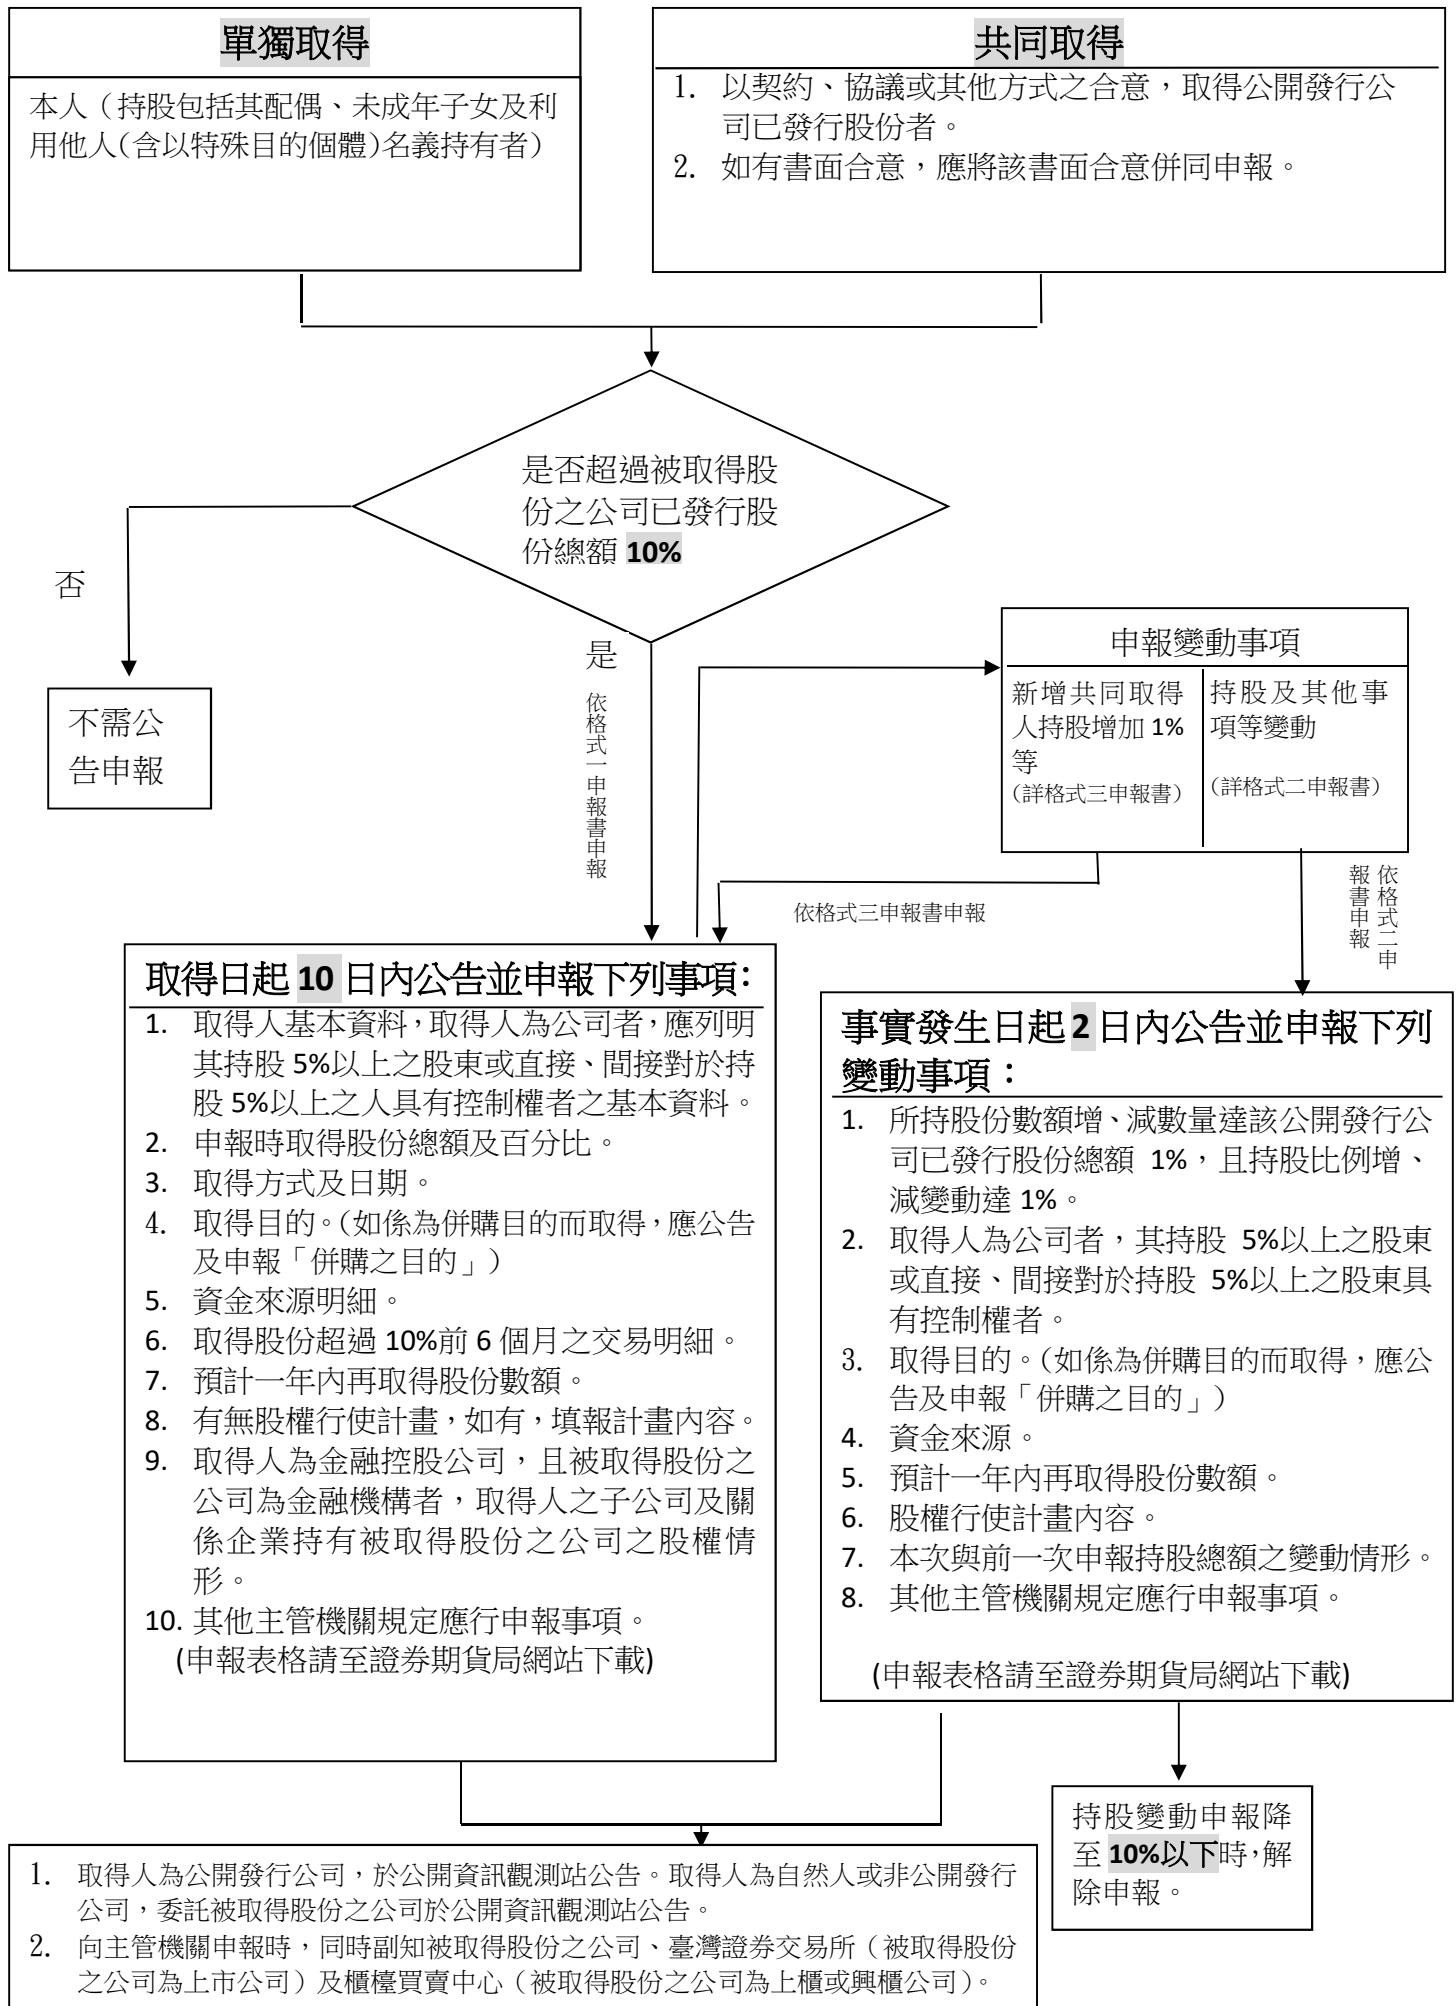 單獨取得
本人（持股包括其配偶、未成年子女及利
用他人(含以特殊目的個體)名義持有者）
共同取得
1. 以契約、協議或其他方式之合意，取得公開發行公
司已發行股份者。
2. 如有書面合意，應將該書面合意併同申報。
是否超過被取得股
份之公司已發行股
份總額 10%
否
不需公
告申報
是
依格式一申報書申報
申報變動事項
新增共同取得
人持股增加 1%
等
（詳格式三申報書）
持股及其他事
項等變動
（詳格式二申報書）
依格式三申報書申報
依格式二申
報書申報
取得日起 10 日內公告並申報下列事項：
1. 取得人基本資料，取得人為公司者，應列明
其持股 5%以上之股東或直接、間接對於持
股 5%以上之人具有控制權者之基本資料。
2. 申報時取得股份總額及百分比。
3. 取得方式及日期。
4. 取得目的。（如係為併購目的而取得，應公告
及申報「併購之目的」）
5. 資金來源明細。
6. 取得股份超過 10%前 6 個月之交易明細。
7. 預計一年內再取得股份數額。
8. 有無股權行使計畫，如有，填報計畫內容。
9. 取得人為金融控股公司，且被取得股份之
公司為金融機構者，取得人之子公司及關
係企業持有被取得股份之公司之股權情
形。
10. 其他主管機關規定應行申報事項。
(申報表格請至證券期貨局網站下載)
事實發生日起 2 日內公告並申報下列
變動事項：
1. 所持股份數額增、減數量達該公開發行公
司已發行股份總額 1%，且持股比例增、
減變動達 1%。
2. 取得人為公司者，其持股 5%以上之股東
或直接、間接對於持股 5%以上之股東具
有控制權者。
3. 取得目的。（如係為併購目的而取得，應公
告及申報「併購之目的」）
4. 資金來源。
5. 預計一年內再取得股份數額。
6. 股權行使計畫內容。
7. 本次與前一次申報持股總額之變動情形。
8. 其他主管機關規定應行申報事項。
(申報表格請至證券期貨局網站下載)
持股變動申報降
至 10%以下時，解
除申報。
1. 取得人為公開發行公司，於公開資訊觀測站公告。取得人為自然人或非公開發行
公司，委託被取得股份之公司於公開資訊觀測站公告。
2. 向主管機關申報時，同時副知被取得股份之公司、臺灣證券交易所（被取得股份
之公司為上市公司）及櫃檯買賣中心（被取得股份之公司為上櫃或興櫃公司）。